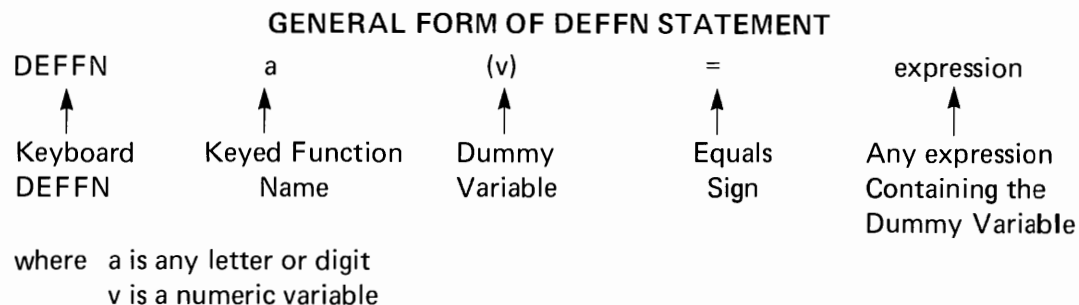 GENERAL FORM OF DEFFN STATEMENT
DEFFN a (v) = expression
Keyboard Keyed Function Dummy Equals Any expression
DEFFN Name Variable Sign Containing the
Dummy Variable
where a is any letter or digit
v is a numeric variable